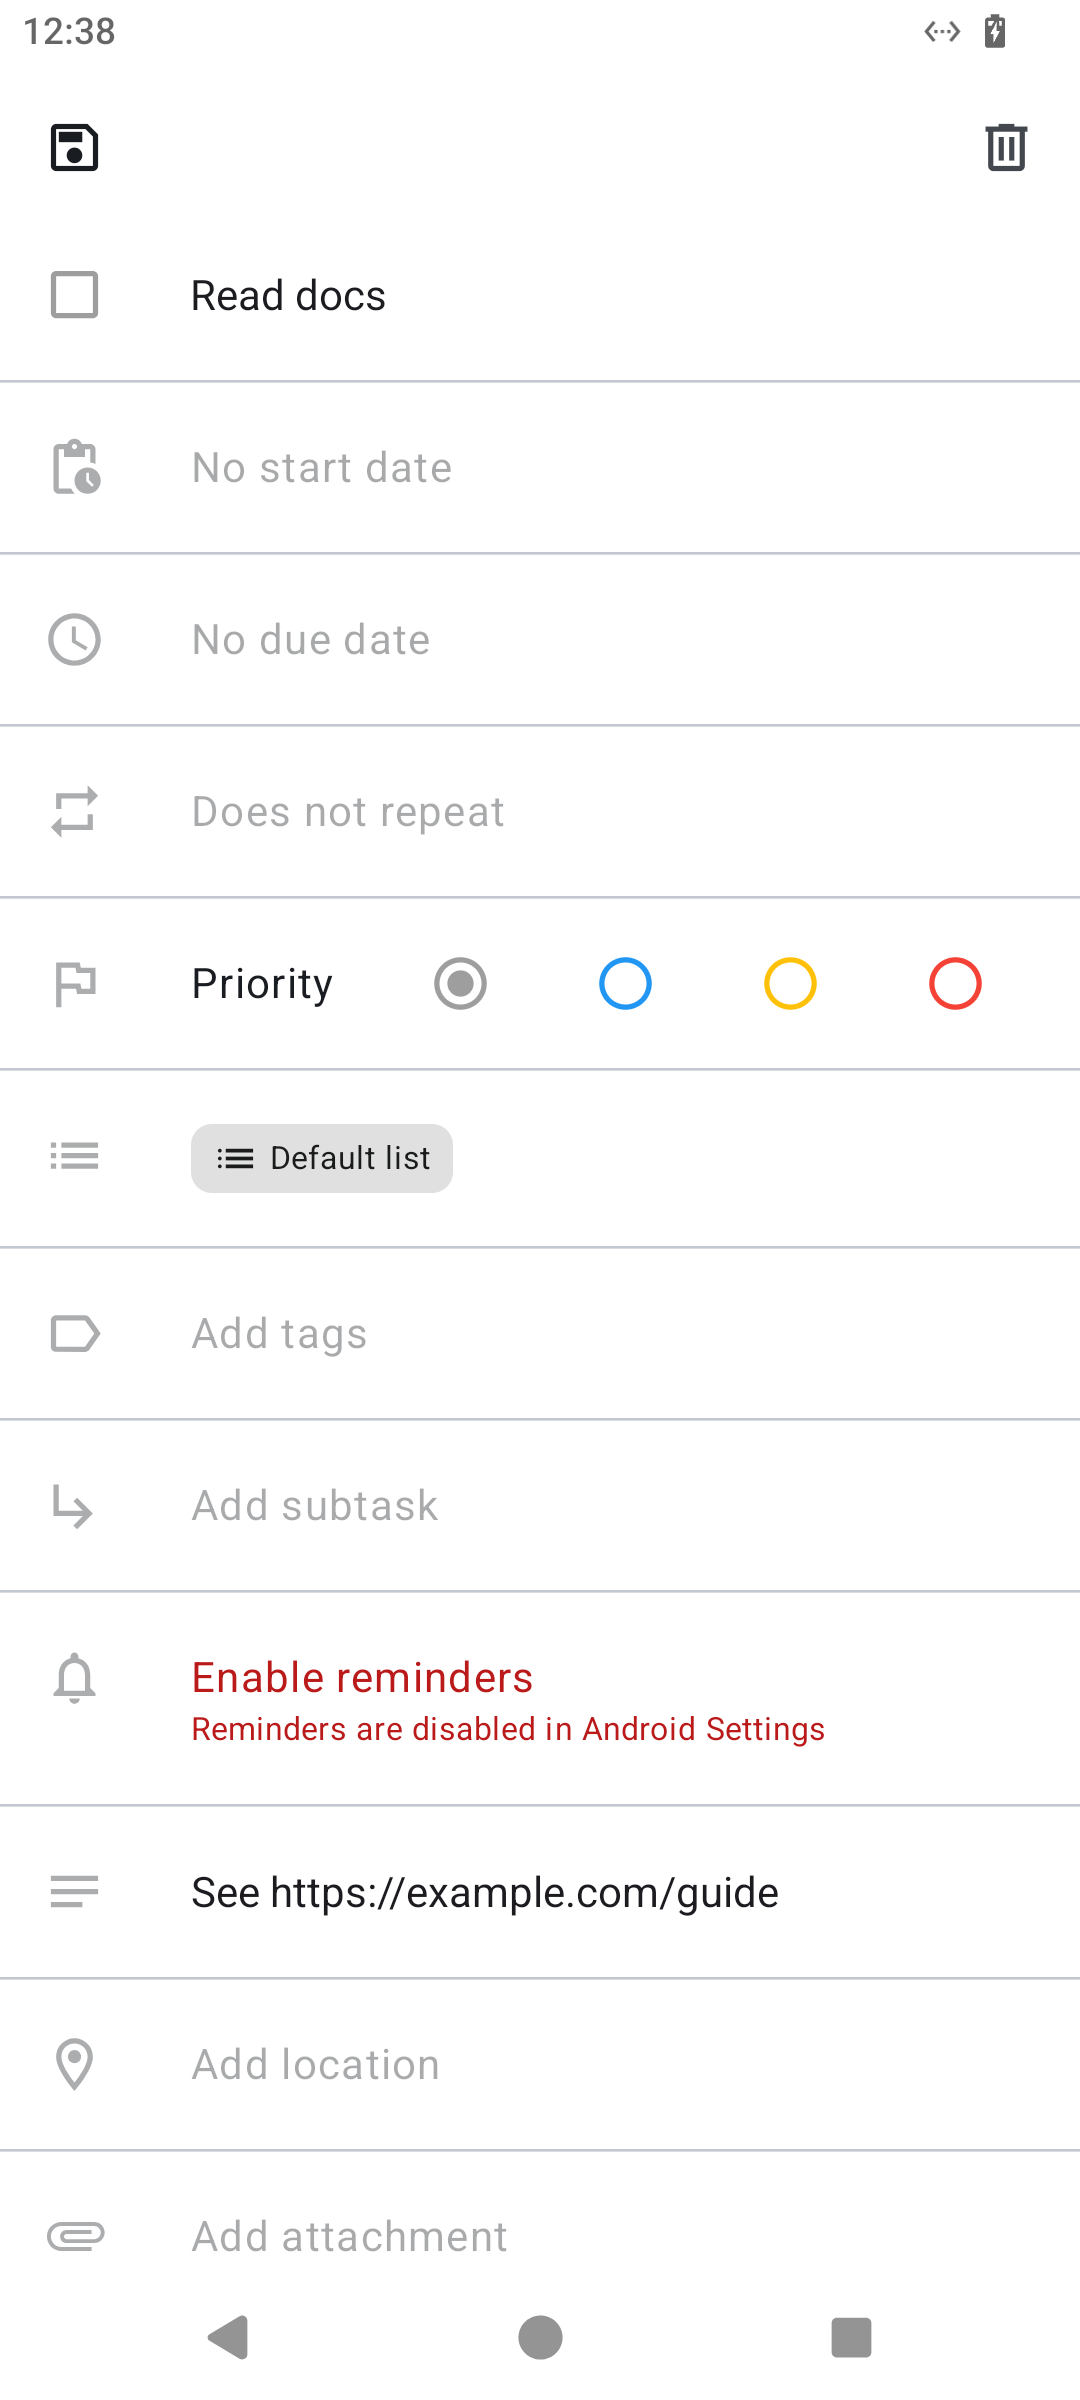 12:38
Read docs
No start date
No due date
Does not repeat
Priority
Default list
Add tags
Add subtask
Enable reminders
Reminders are disabled in Android Settings
See https://example.com/guide
Add location
Add attachment